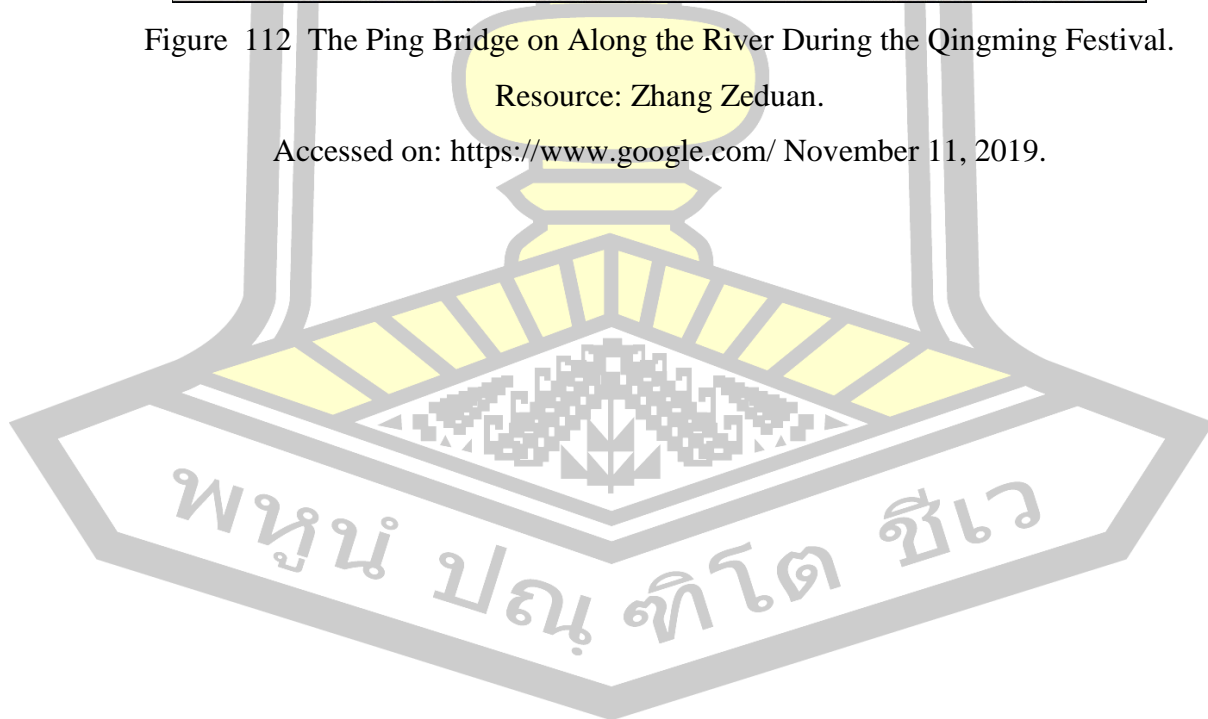 Figure 112 The Ping Bridge on Along the River During the Qingming Festival.
Resource: Zhang Zeduan.
Accessed on: https://www.google.com/ November 11, 2019.
พหูนํ ปณฺฑิโต ชีเว